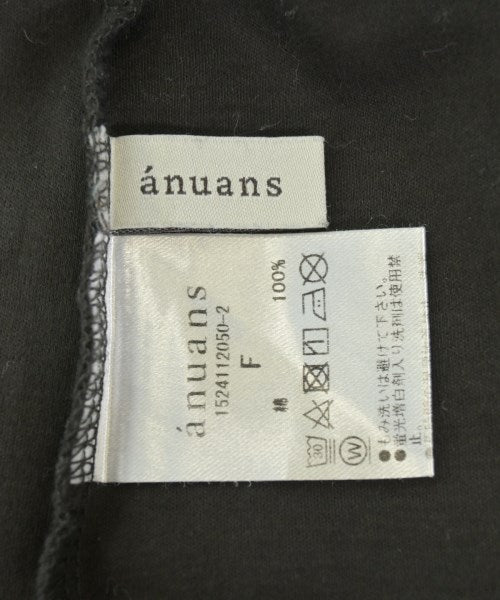 ánuans
ánuans
1524112050-2
F
綿 100%
30
W
●もみ洗いは避けて下さい。
●蛍光増白剤入り洗剤は使用禁
止。